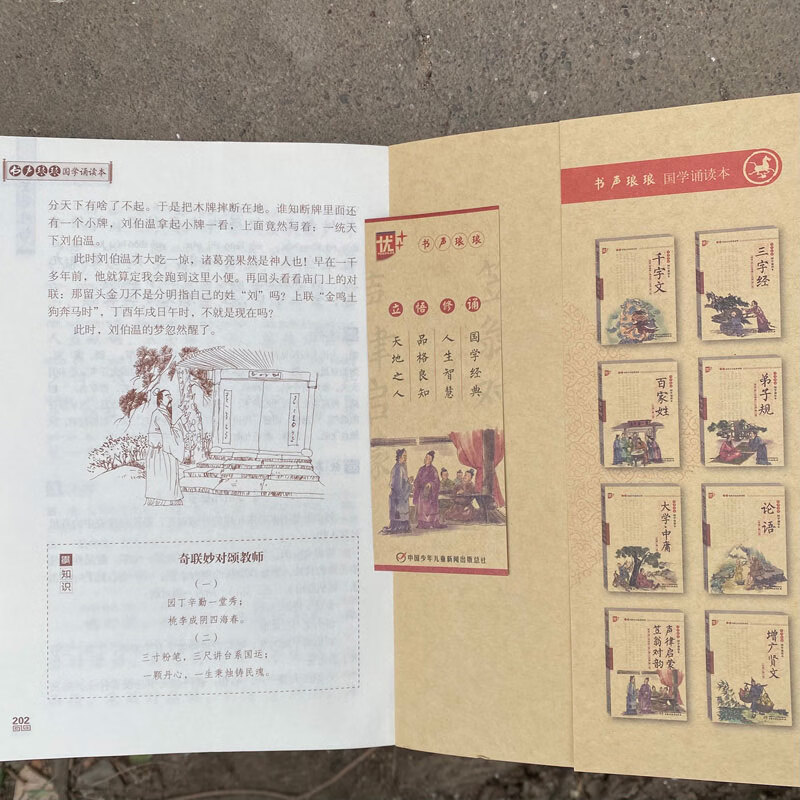 书声琅琅国学诵读本
分天下有啥了不起。于是把木牌摔断在地。谁知断牌里面还
有一个小牌，刘伯温拿起小牌一看，上面竟然写着：一统天
下刘伯温。
此时刘伯温才大吃一惊，诸葛亮果然是神人也！早在一千
多年前，他就算定我会跑到这里小便。再回头看看庙门上的对
联：那留头金刀不是分明指自己的姓“刘”吗？上联“金鸣土
狗奔马时”，丁酉年戌日午时，不就是现在吗？
此时，刘伯温的梦忽然醒了。
知识
奇联妙对颂教师
（一）
园丁辛勤一堂秀；
桃李成阴四海春。
（二）
三寸粉笔，三尺讲台系国运；
一颗丹心，一生秉烛铸民魂。
202
优++
书声琅琅
立悟修诵
国学经典
人生智慧
品格良知
天地之人
中国少年儿童新闻出版总社
书声琅琅 国学诵读本
千字文
三字经
百家姓
弟子规
大学·中庸
论语
声律启蒙
笠翁对韵
增广贤文